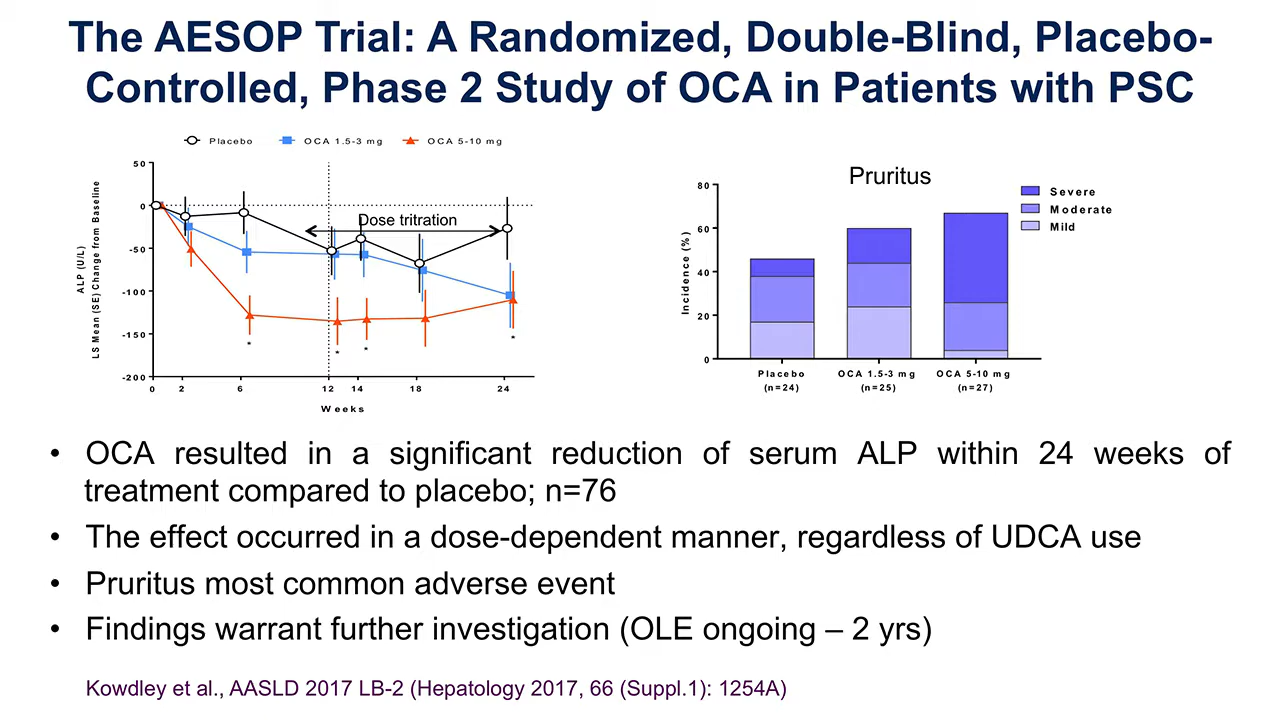 The AESOP Trial: A Randomized, Double-Blind, Placebo-
Controlled, Phase 2 Study of OCA in Patients with PSC
Placebo
OCA 1.5-3 mg
OCA 5-10 mg
50
0
-50
-100
-150
-200
ALP (U/L)
LS Mean (SE) Change from Baseline
Dose tritration
*
*
*
*
0
2
6
12
14
18
24
Weeks
Pruritus
80
60
40
20
0
Incidence (%)
Severe
Moderate
Mild
Placebo
(n=24)
OCA 1.5-3 mg
(n=25)
OCA 5-10 mg
(n=27)
• OCA resulted in a significant reduction of serum ALP within 24 weeks of
treatment compared to placebo; n=76
• The effect occurred in a dose-dependent manner, regardless of UDCA use
• Pruritus most common adverse event
• Findings warrant further investigation (OLE ongoing – 2 yrs)
Kowdley et al., AASLD 2017 LB-2 (Hepatology 2017, 66 (Suppl.1): 1254A)